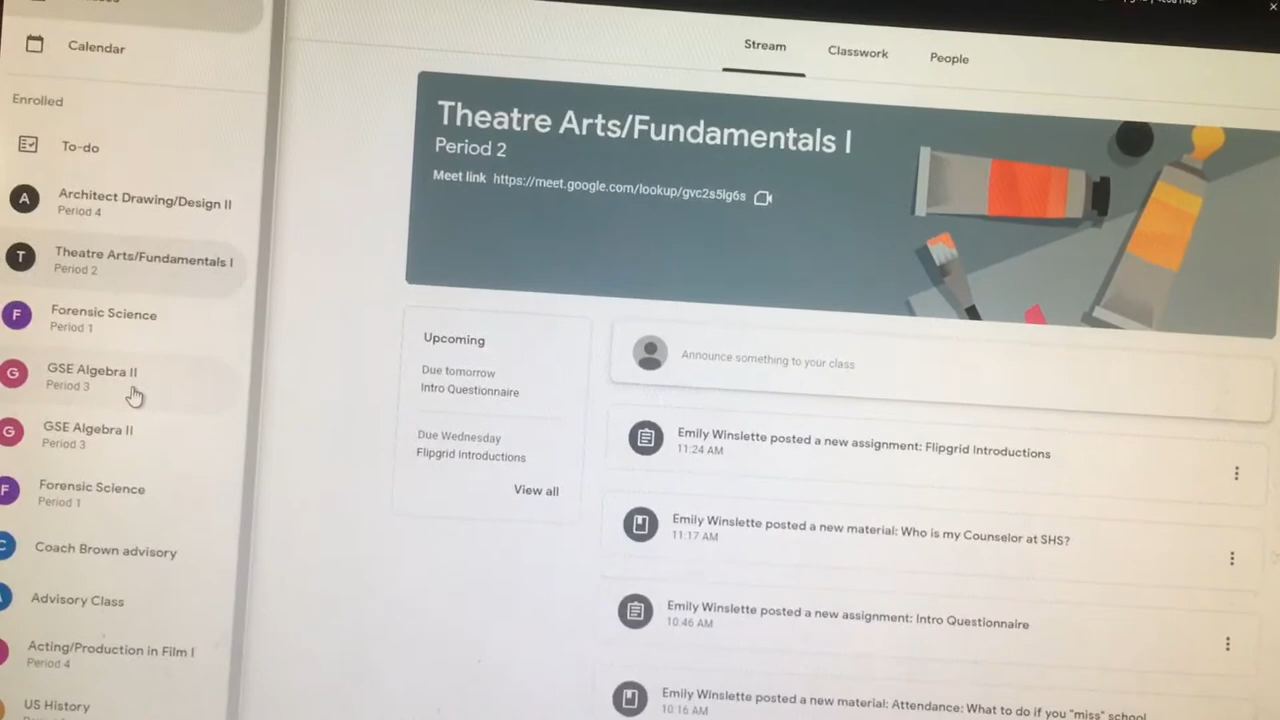 Calendar
Enrolled
To-do
A
Architect Drawing/Design II
Period 4
T
Theatre Arts/Fundamentals I
Period 2
F
Forensic Science
Period 1
G
GSE Algebra II
Period 3
G
GSE Algebra II
Period 3
F
Forensic Science
Period 1
C
Coach Brown advisory
Advisory Class
Acting/Production in Film I
Period 4
US History
Stream
Classwork
People
Theatre Arts/Fundamentals I
Period 2
Meet link https://meet.google.com/lookup/gvc2s5lg6s
Upcoming
Due tomorrow
Intro Questionnaire
Due Wednesday
Flipgrid Introductions
View all
Announce something to your class
Emily Winslette posted a new assignment: Flipgrid Introductions
11:24 AM
Emily Winslette posted a new material: Who is my Counselor at SHS?
11:17 AM
Emily Winslette posted a new assignment: Intro Questionnaire
10:46 AM
Emily Winslette posted a new material: Attendance: What to do if you "miss" school
10:16 AM